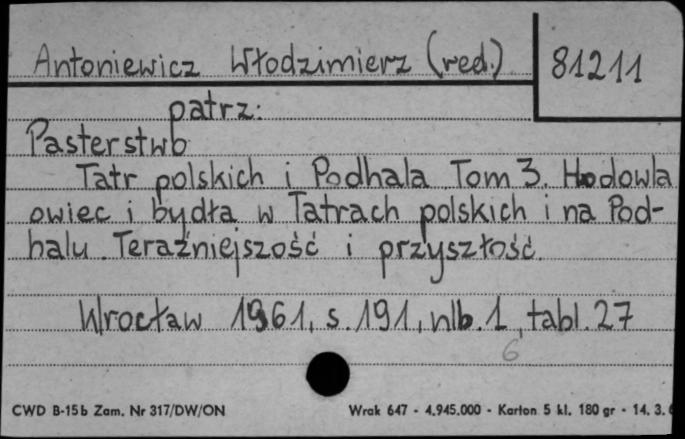 Antoniewicz Włodzimierz (red.)
81211
patrz:
Pasterstwo
Tatr polskich i Podhala Tom 3. Hodowla
owiec i bydła w Tatrach polskich i na Pod-
halu. Teraźniejszość i przyszłość.
Wrocław 1961, s. 191, nlb. 1, tabl. 27
6
CWD B-15b Zam. Nr 317/DW/ON
Wrak 647 - 4.945.000 - Karton 5 kl. 180 gr - 14. 3.